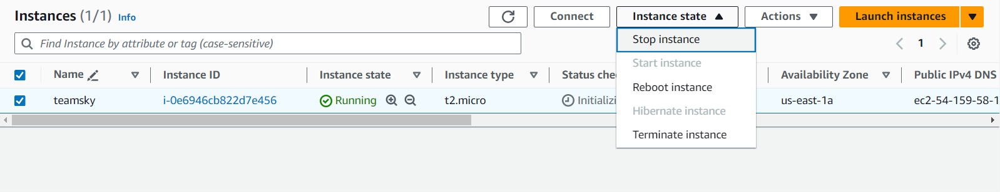 Instances (1/1) Info Connect Instance state Actions Launch instances
Find Instance by attribute or tag (case-sensitive) 1
Stop instance
Start instance
Reboot instance
Hibernate instance
Terminate instance
Name Instance ID Instance state Instance type Status chec Availability Zone Public IPv4 DNS
teamsky i-0e6946cb822d7e456 Running t2.micro Initializi us-east-1a ec2-54-159-58-1